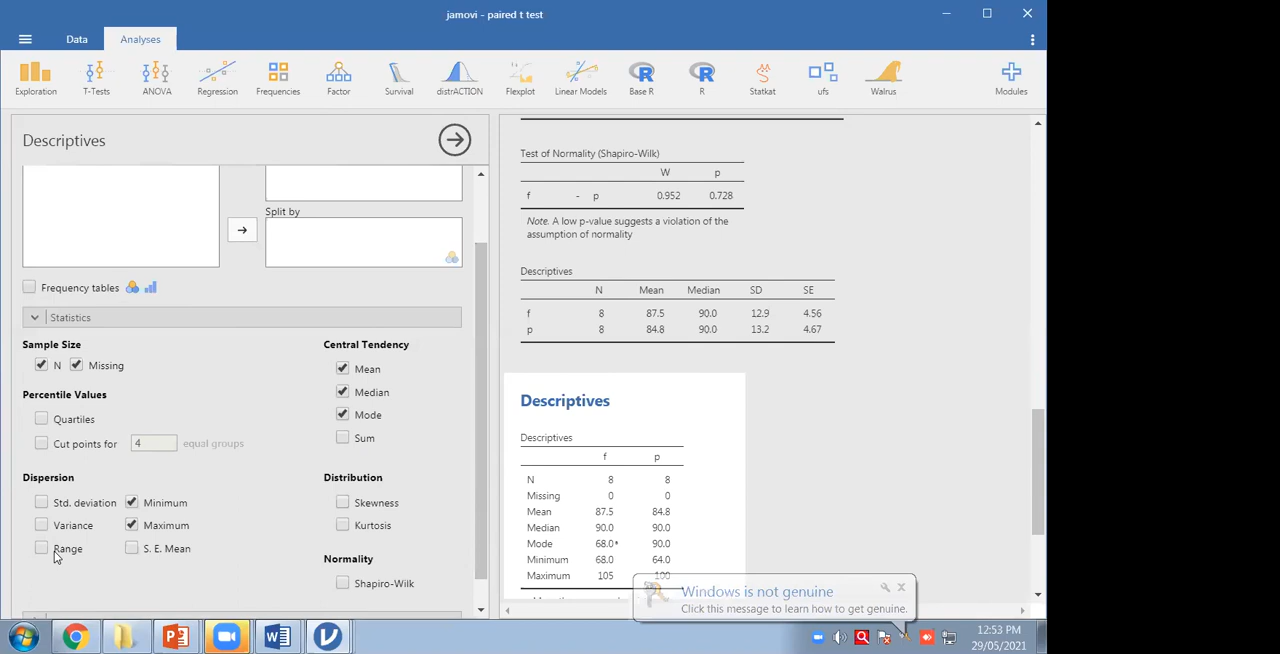 jamovi - paired t test
Data Analyses
Exploration T-Tests ANOVA Regression Frequencies Factor Survival distrACTION Flexplot Linear Models Base R R Statkat ufs Walrus Modules
Descriptives
Split by
Frequency tables
Statistics
Sample Size
N Missing
Percentile Values
Quartiles
Cut points for 4 equal groups
Dispersion
Std. deviation Minimum
Variance Maximum
Range S. E. Mean
Central Tendency
Mean
Median
Mode
Sum
Distribution
Skewness
Kurtosis
Normality
Shapiro-Wilk
Test of Normality (Shapiro-Wilk)
W p
f - p 0.952 0.728
Note. A low p-value suggests a violation of the
assumption of normality
Descriptives
N Mean Median SD SE
f 8 87.5 90.0 12.9 4.56
p 8 84.8 90.0 13.2 4.67
Descriptives
Descriptives
f p
N 8 8
Missing 0 0
Mean 87.5 84.8
Median 90.0 90.0
Mode 68.0ᵃ 90.0
Minimum 68.0 64.0
Maximum 105 100
Windows is not genuine
Click this message to learn how to get genuine.
12:53 PM
29/05/2021